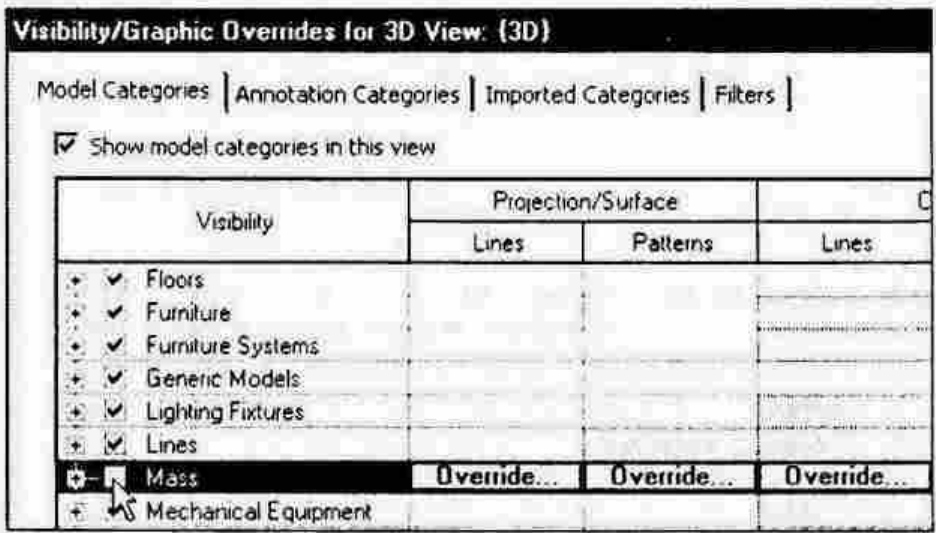 Visibility/Graphic Overrides for 3D View: {3D}
Model Categories | Annotation Categories | Imported Categories | Filters
Show model categories in this view
Visibility
Projection/Surface
C
Lines
Patterns
Lines
Floors
Furniture
Furniture Systems
Generic Models
Lighting Fixtures
Lines
Mass Override... Override... Override...
Mechanical Equipment